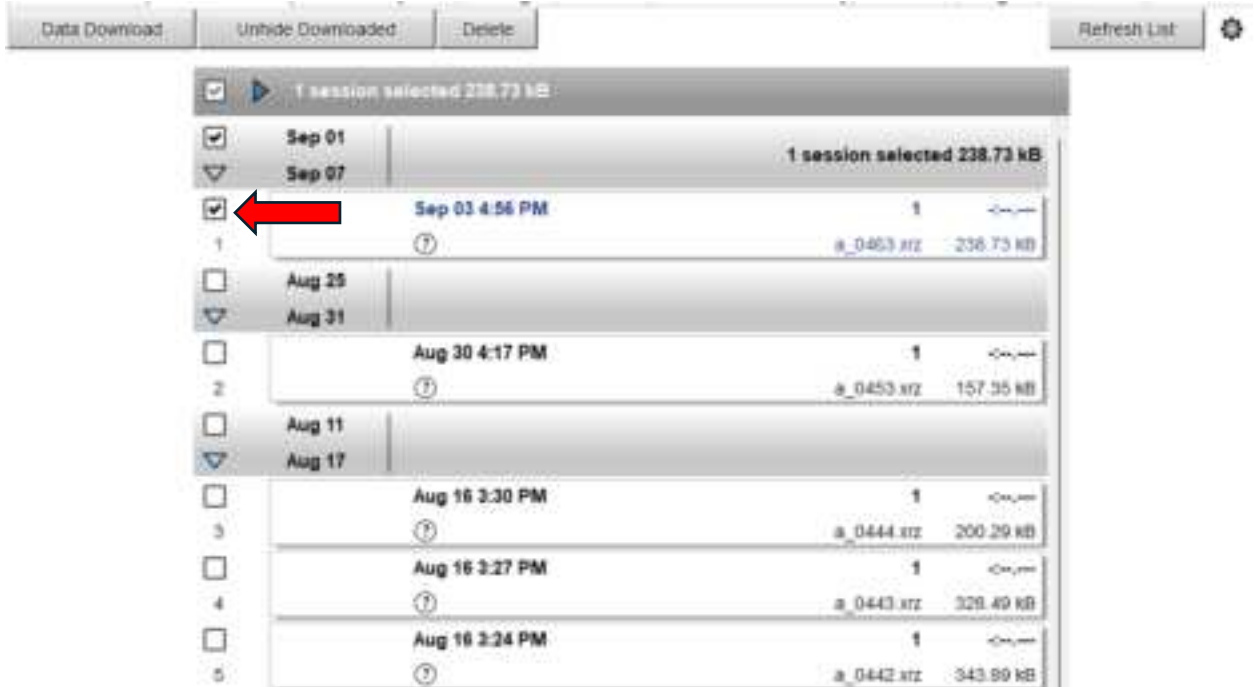 Data Download Unhide Downloaded Delete Refresh List
1 session selected 238.73 kB
Sep 01
1 session selected 238.73 kB
Sep 07
Sep 03 4:56 PM 1 -:--.---
1 ? a_0463.xrz 238.73 kB
Aug 25
Aug 31
Aug 30 4:17 PM 1 -:--.---
2 ? a_0453.xrz 157.35 kB
Aug 11
Aug 17
Aug 16 3:30 PM 1 -:--.---
3 ? a_0444.xrz 200.29 kB
Aug 16 3:27 PM 1 -:--.---
4 ? a_0443.xrz 328.49 kB
Aug 16 3:24 PM 1 -:--.---
5 ? a_0442.xrz 343.89 kB